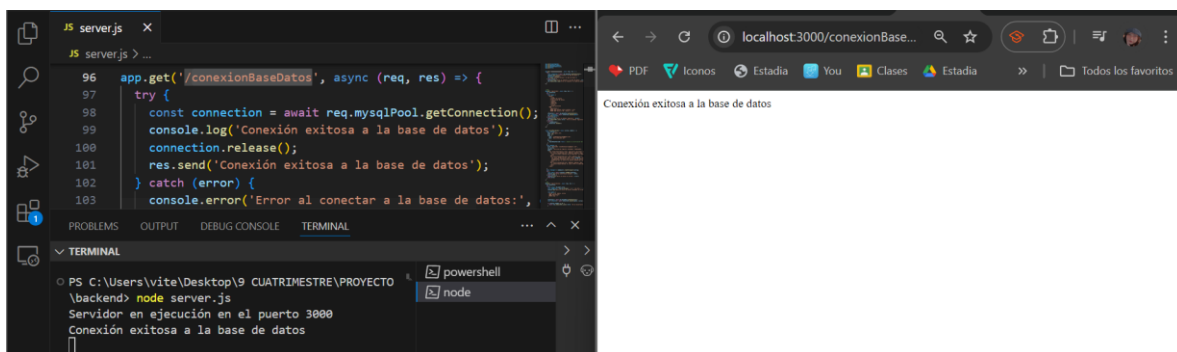 JS server.js
JS server.js > ...
96 app.get('/conexionBaseDatos', async (req, res) => {
97 try {
98 const connection = await req.mysqlPool.getConnection();
99 console.log('Conexión exitosa a la base de datos');
100 connection.release();
101 res.send('Conexión exitosa a la base de datos');
102 } catch (error) {
103 console.error('Error al conectar a la base de datos:',
PROBLEMS OUTPUT DEBUG CONSOLE TERMINAL ...
TERMINAL
PS C:\Users\vite\Desktop\9 CUATRIMESTRE\PROYECTO
\backend> node server.js
Servidor en ejecución en el puerto 3000
Conexión exitosa a la base de datos
powershell
node
1
localhost:3000/conexionBase...
PDF Iconos Estadia You Clases Estadia » Todos los favoritos
Conexión exitosa a la base de datos